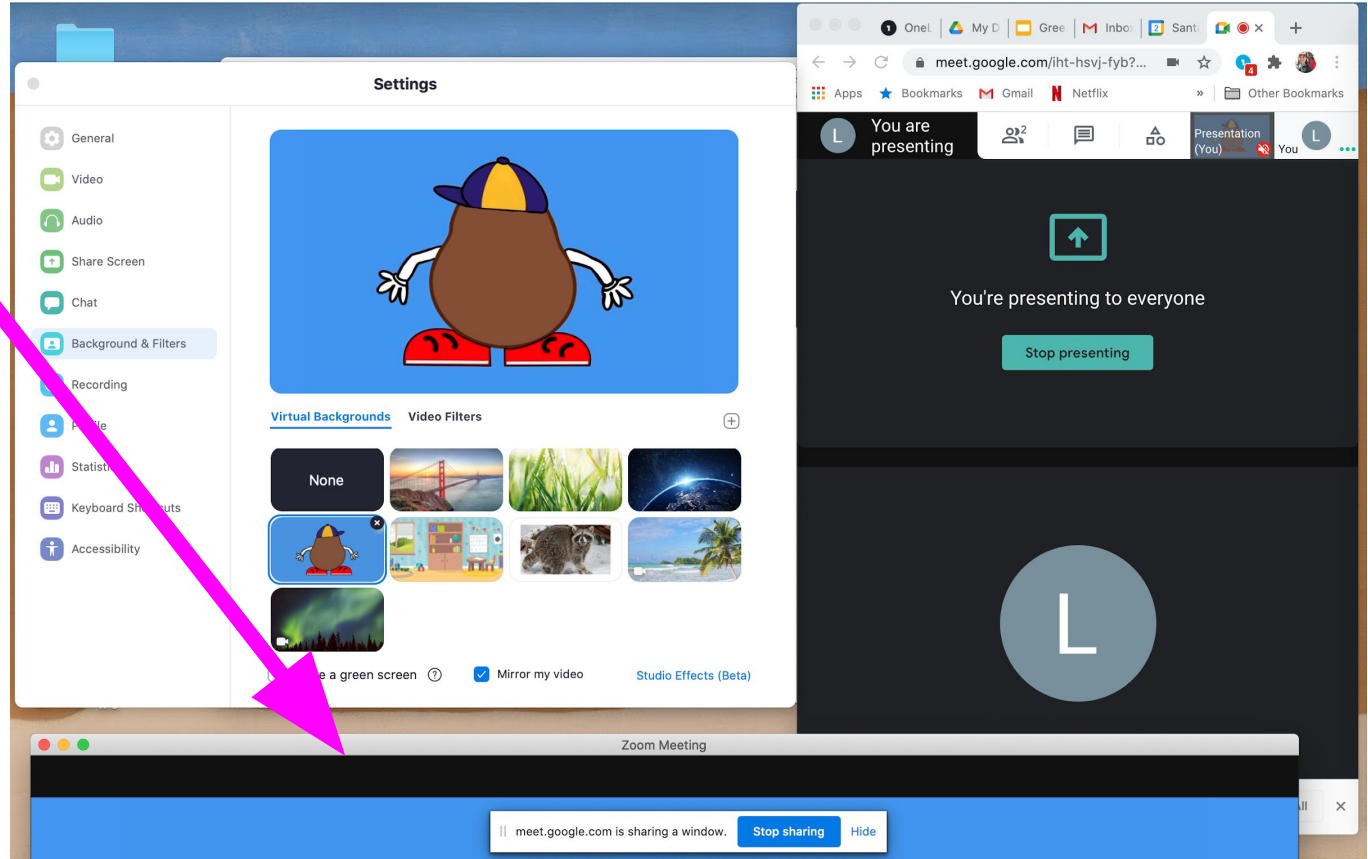 Settings
General
Video
Audio
Share Screen
Chat
Background & Filters
Recording
Keyboard
Accessibility
Virtual Backgrounds Video Filters
None
a green screen ? Mirror my video Studio Effects (Beta)
OneL My D Gree Inbo 2 Sant
meet.google.com/iht-hsvj-fyb?... 4
Apps Bookmarks Gmail Netflix » Other Bookmarks
L You are
presenting
2
Presentation
(You)
You L
You're presenting to everyone
Stop presenting
L
Zoom Meeting
meet.google.com is sharing a window. Stop sharing Hide